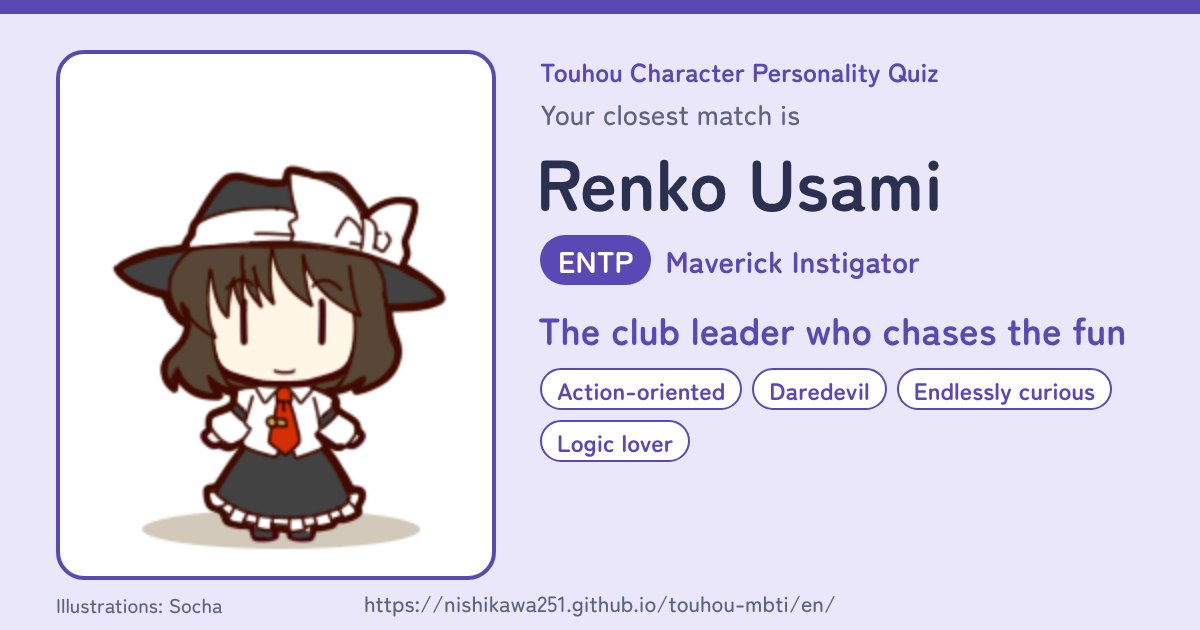 Touhou Character Personality Quiz
Your closest match is
Renko Usami
ENTP Maverick Instigator
The club leader who chases the fun
Action-oriented Daredevil Endlessly curious
Logic lover
Illustrations: Socha https://nishikawa251.github.io/touhou-mbti/en/